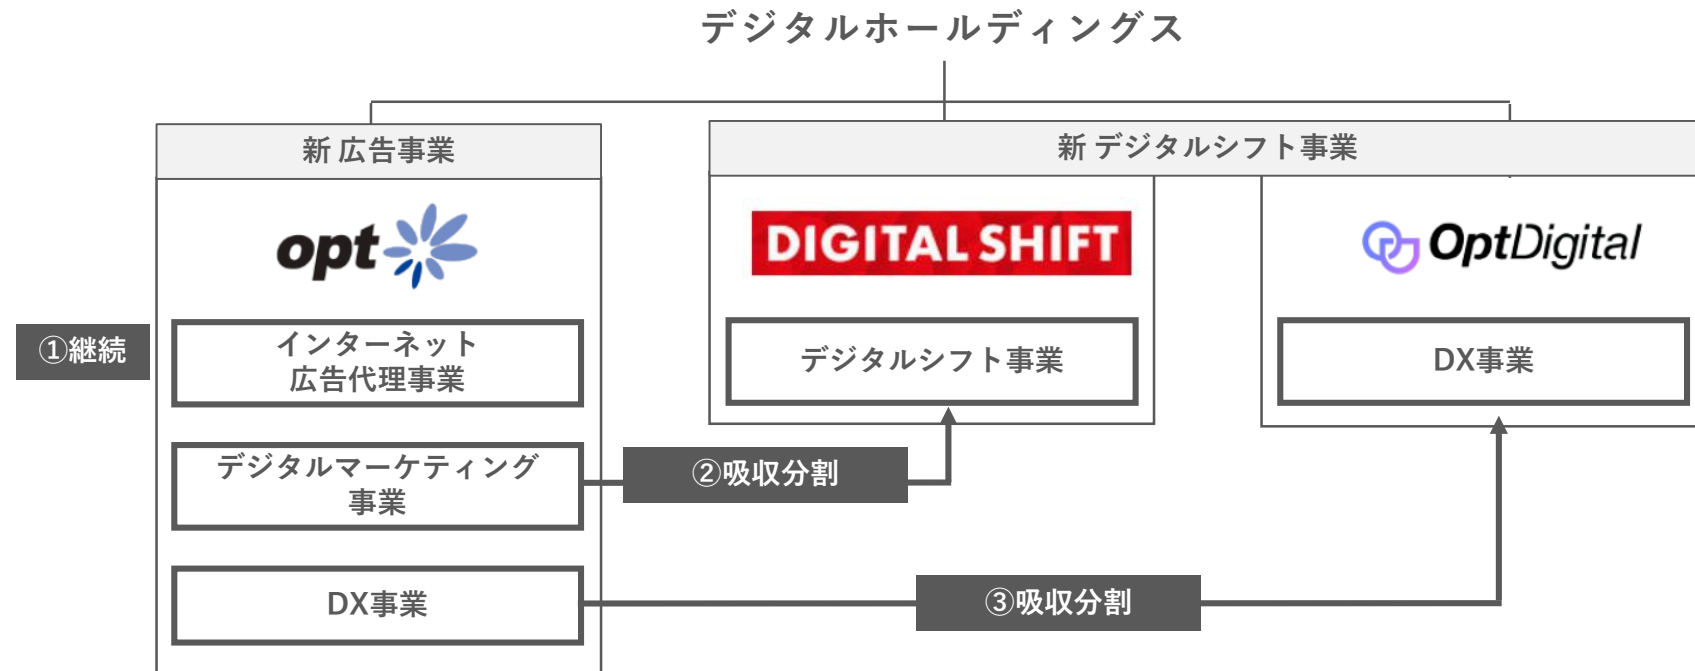 デジタルホールディングス
新 広告事業
新 デジタルシフト事業
opt
DIGITAL SHIFT
OptDigital
①継続
インターネット
広告代理事業
デジタルシフト事業
DX事業
デジタルマーケティング
事業
②吸収分割
DX事業
③吸収分割